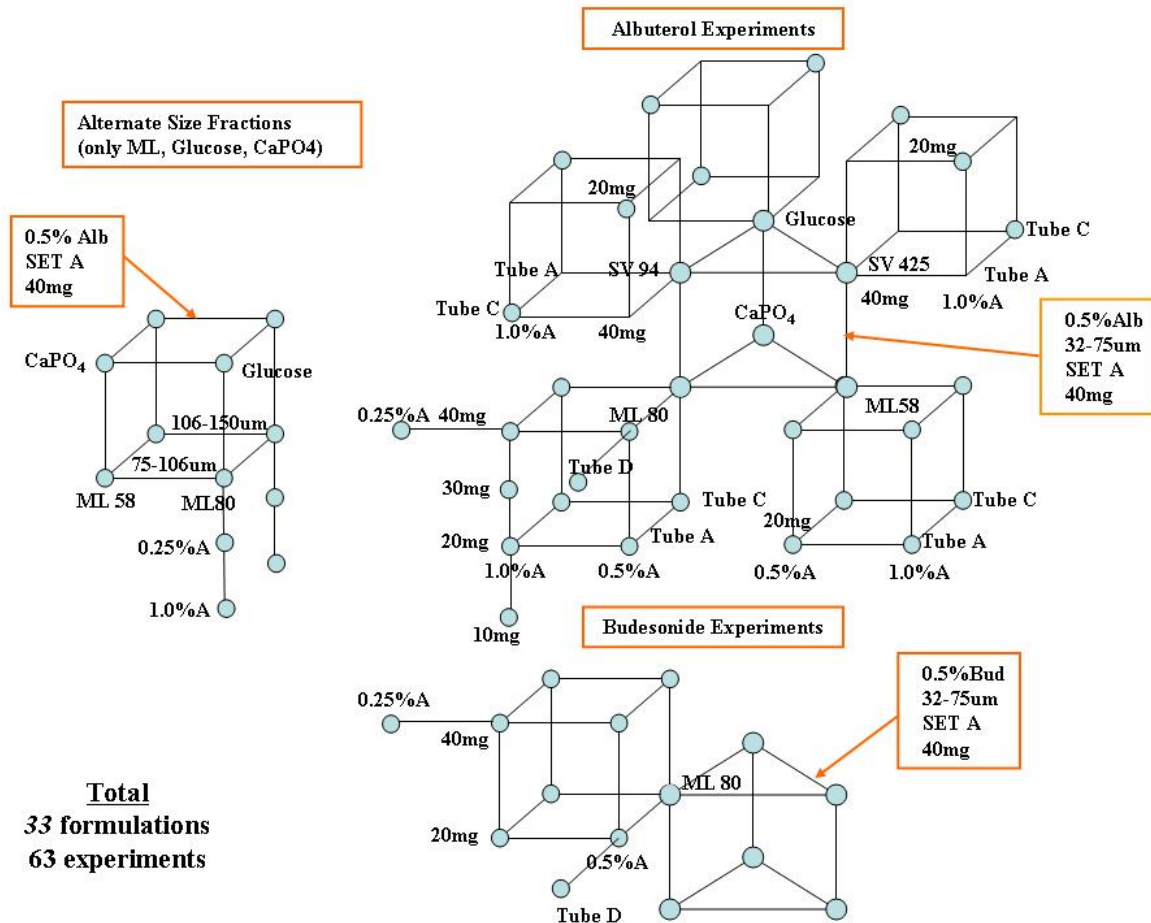 Albuterol Experiments
Alternate Size Fractions
(only ML, Glucose, CaPO4)
0.5% Alb
SET A
40mg
CaPO4
Glucose
106-150um
75-106um
ML 58
ML80
0.25%A
1.0%A
20mg
Tube A
Tube C
1.0%A
40mg
SV 94
Glucose
20mg
SV 425
Tube C
Tube A
40mg
1.0%A
CaPO4
0.5%Alb
32-75um
SET A
40mg
0.25%A
40mg
ML 80
Tube D
30mg
Tube C
20mg
Tube A
1.0%A
0.5%A
10mg
ML58
20mg
Tube C
Tube A
0.5%A
1.0%A
Budesonide Experiments
0.25%A
40mg
ML 80
20mg
0.5%A
Tube D
0.5%Bud
32-75um
SET A
40mg
Total
33 formulations
63 experiments